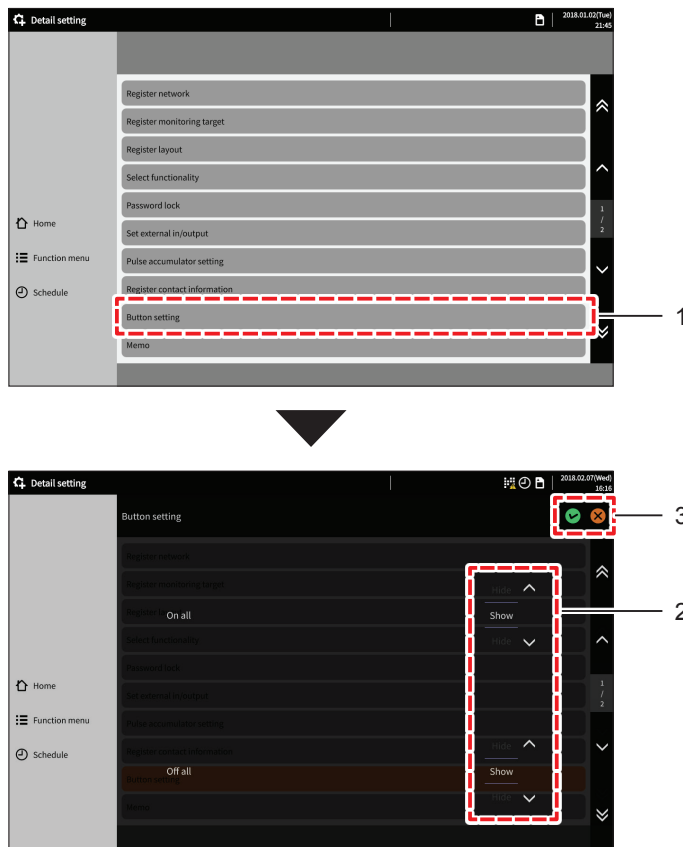 Detail setting
2018.01.02(Tue)
21:45
Register network
Register monitoring target
Register layout
Select functionality
Password lock
Set external in/output
Pulse accumulator setting
Register contact information
Button setting
Memo
Home
Function menu
Schedule
1
/
2
1
Detail setting
2018.02.07(Wed)
16:16
Button setting
3
Register network
Register monitoring target
Hide
Register layout
On all
Show
2
Select functionality
Hide
Password lock
Set external in/output
Pulse accumulator setting
Register contact information
Hide
Off all
Show
Button setting
Hide
Memo
Home
Function menu
Schedule
1
/
2